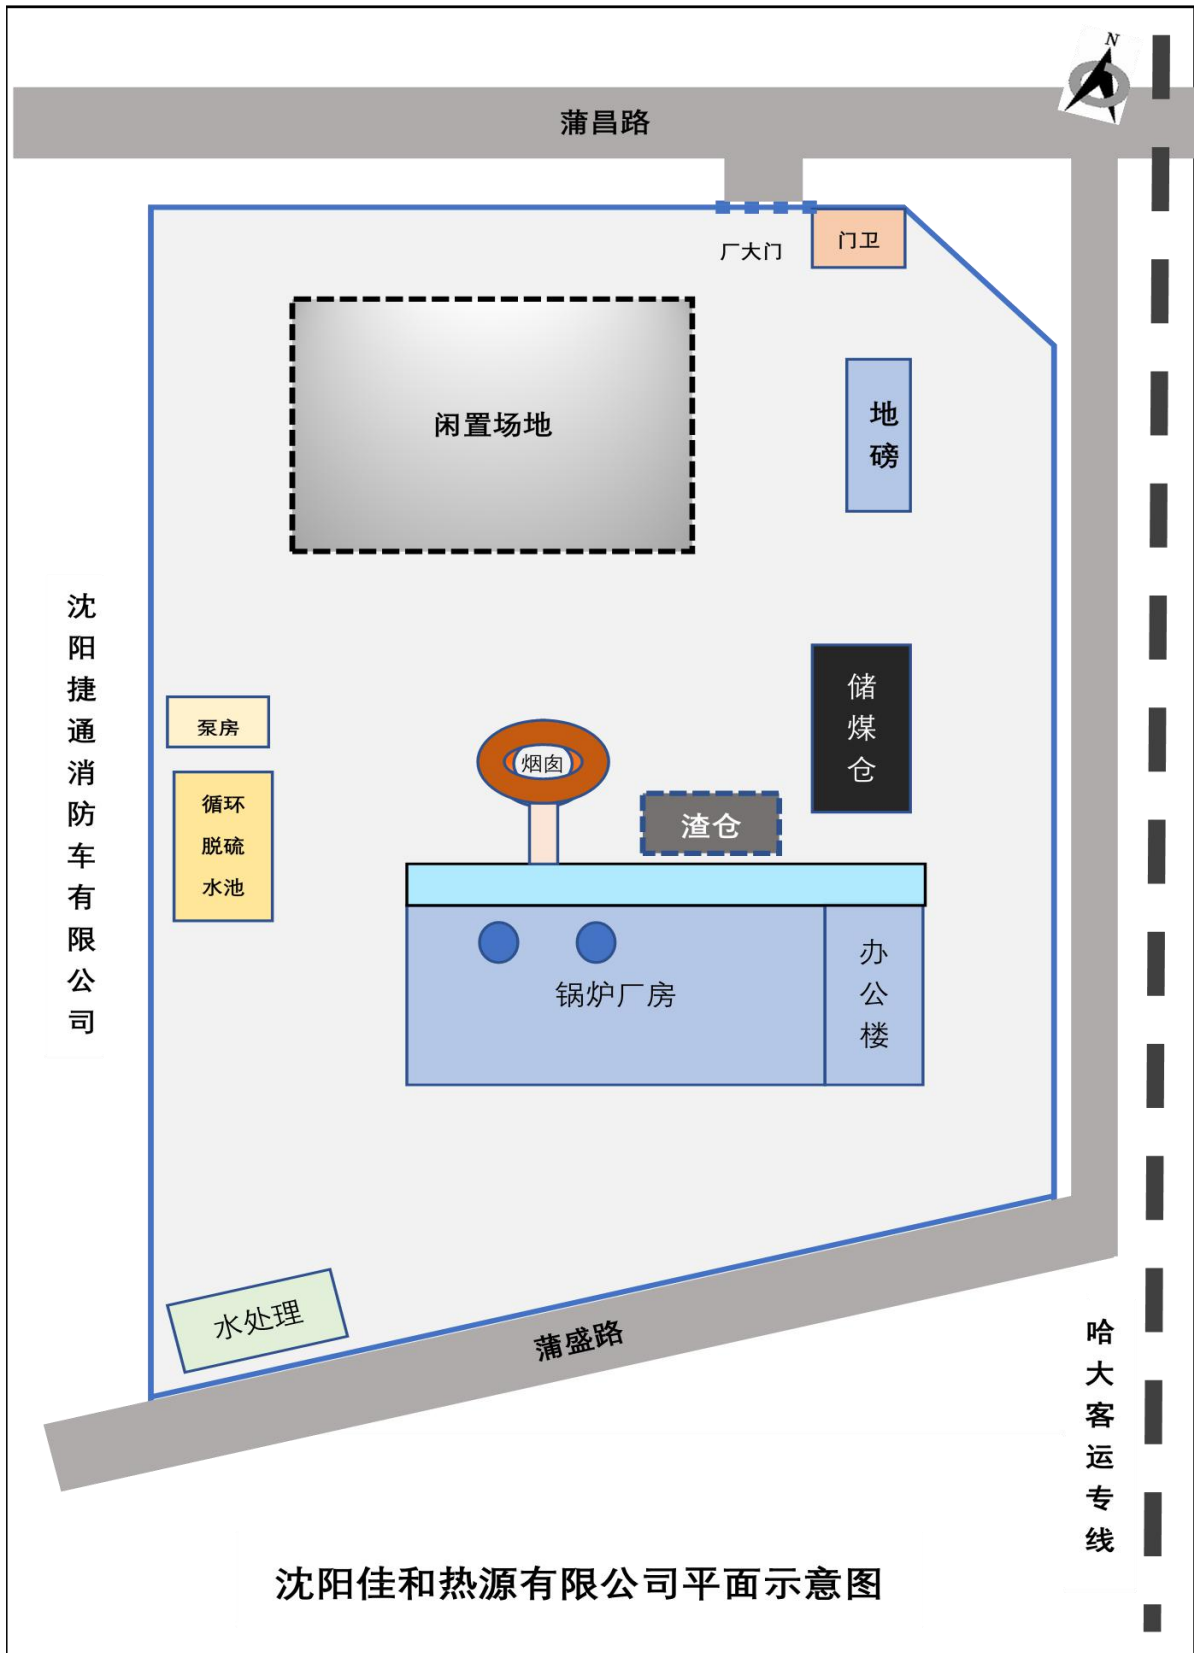 N
蒲昌路
厂大门
门卫
闲置场地
地磅
沈阳捷通消防车有限公司
泵房
循环
脱硫
水池
烟囱
渣仓
储煤仓
锅炉厂房
办公楼
水处理
蒲盛路
哈大客运专线
沈阳佳和热源有限公司平面示意图